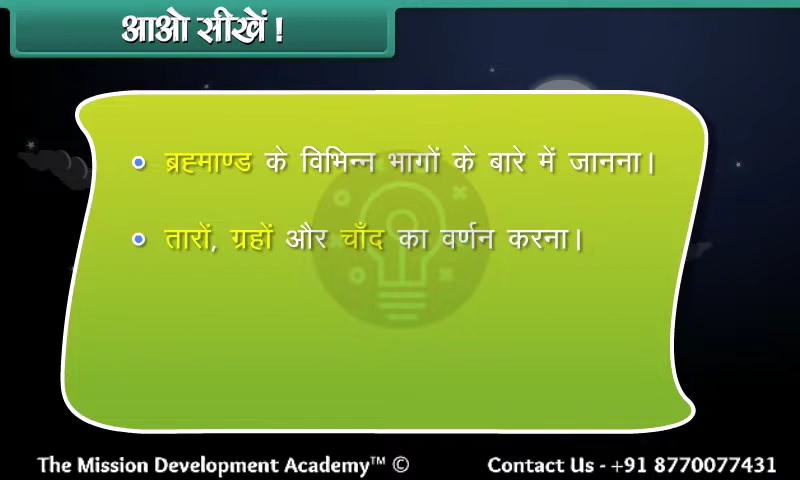 आओ सीखें !
ब्रह्माण्ड के विभिन्न भागों के बारे में जानना।
तारों, ग्रहों और चाँद का वर्णन करना।
The Mission Development Academy™ © Contact Us - +91 8770077431